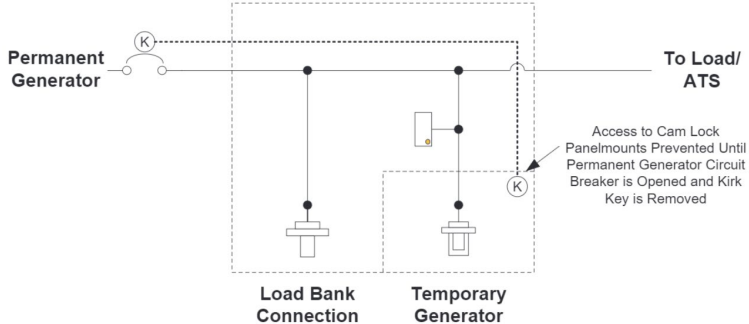 K
Permanent
Generator
To Load/
ATS
Access to Cam Lock
Panelmounts Prevented Until
Permanent Generator Circuit
Breaker is Opened and Kirk
Key is Removed
K
Load Bank
Connection
Temporary
Generator